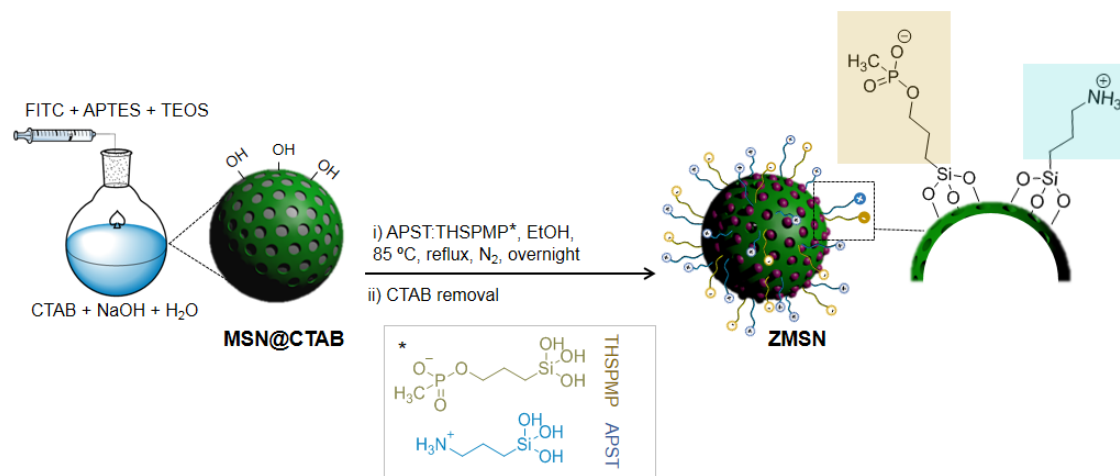 FITC + APTES + TEOS
CTAB + NaOH + H₂O
OH
OH
OH
MSN@CTAB
i) APST:THSPMP*, EtOH,
85 ºC, reflux, N₂, overnight
ii) CTAB removal
*
O⊖
H₃C
P
O
O
Si
OH
OH
OH
THSPMP
H₃N⁺
Si
OH
OH
OH
APST
ZMSN
H₃C
O⊖
P
O
O
Si
O
O
O
⊕
NH₃
Si
O
O
O